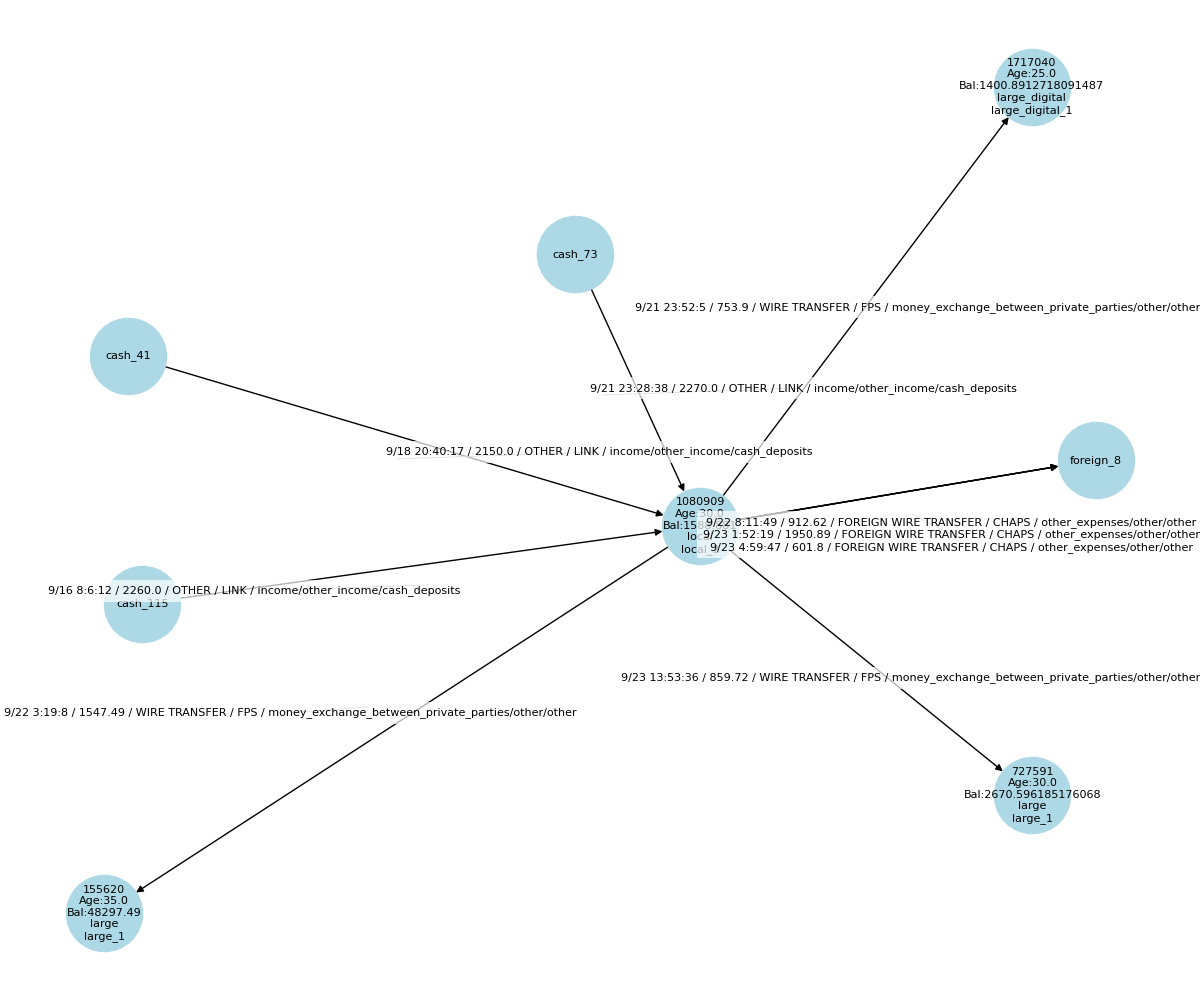 1717040
Age:25.0
Bal:1400.8912718091487
large_digital
large_digital_1
cash_73
9/21 23:52:5 / 753.9 / WIRE TRANSFER / FPS / money_exchange_between_private_parties/other/other
cash_41
9/21 23:28:38 / 2270.0 / OTHER / LINK / income/other_income/cash_deposits
9/18 20:40:17 / 2150.0 / OTHER / LINK / income/other_income/cash_deposits
foreign_8
1080909
Age:30.0
9/22 8:11:49 / 912.62 / FOREIGN WIRE TRANSFER / CHAPS / other_expenses/other/other
9/23 1:52:19 / 1950.89 / FOREIGN WIRE TRANSFER / CHAPS / other_expenses/other/other
9/23 4:59:47 / 601.8 / FOREIGN WIRE TRANSFER / CHAPS / other_expenses/other/other
9/16 8:6:12 / 2260.0 / OTHER / LINK / income/other_income/cash_deposits
cash_115
9/23 13:53:36 / 859.72 / WIRE TRANSFER / FPS / money_exchange_between_private_parties/other/other
9/22 3:19:8 / 1547.49 / WIRE TRANSFER / FPS / money_exchange_between_private_parties/other/other
727591
Age:30.0
Bal:2670.596185176068
large
large_1
155620
Age:35.0
Bal:48297.49
large
large_1